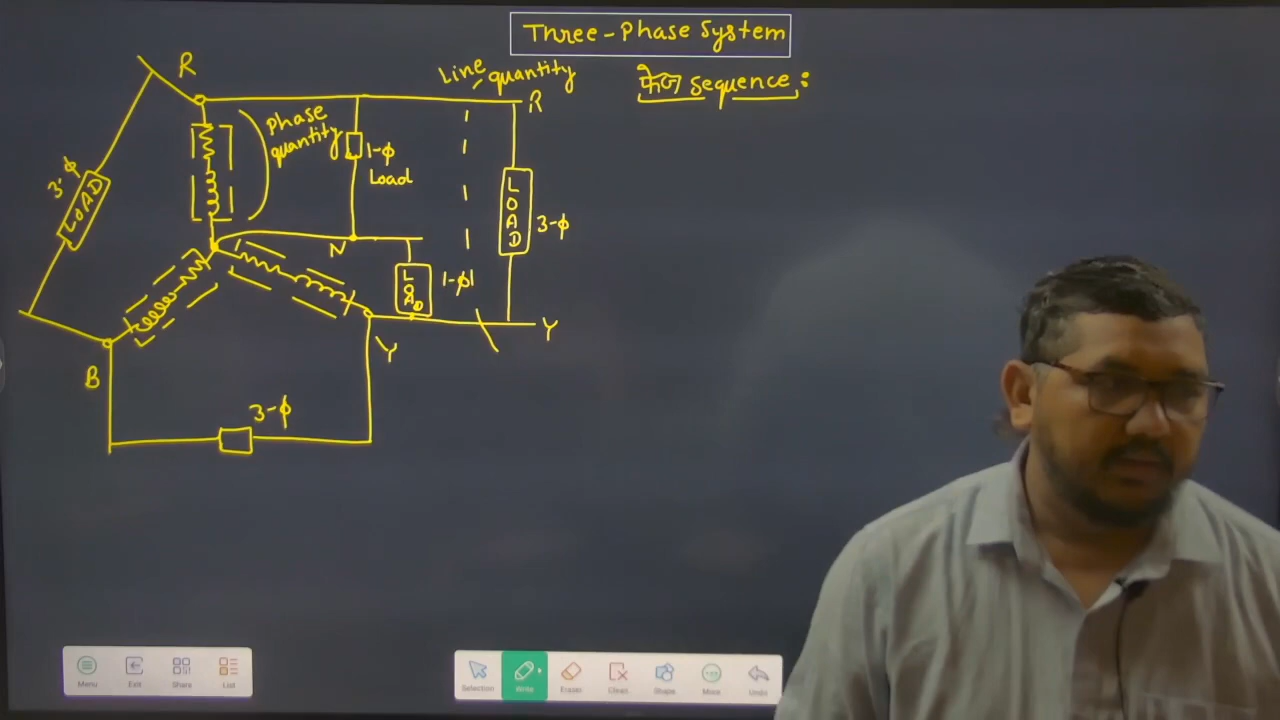 Three-Phase System
Line quantity
फेज sequence:
R
R
Phase quantity
1-ф
Load
3-ф
LOAD
LOAD
3-ф
N
LOAD
1-ф
Y
Y
B
3-ф
Menu
Exit
Share
List
Selection
Write
Eraser
Clean
Shape
More
Undo